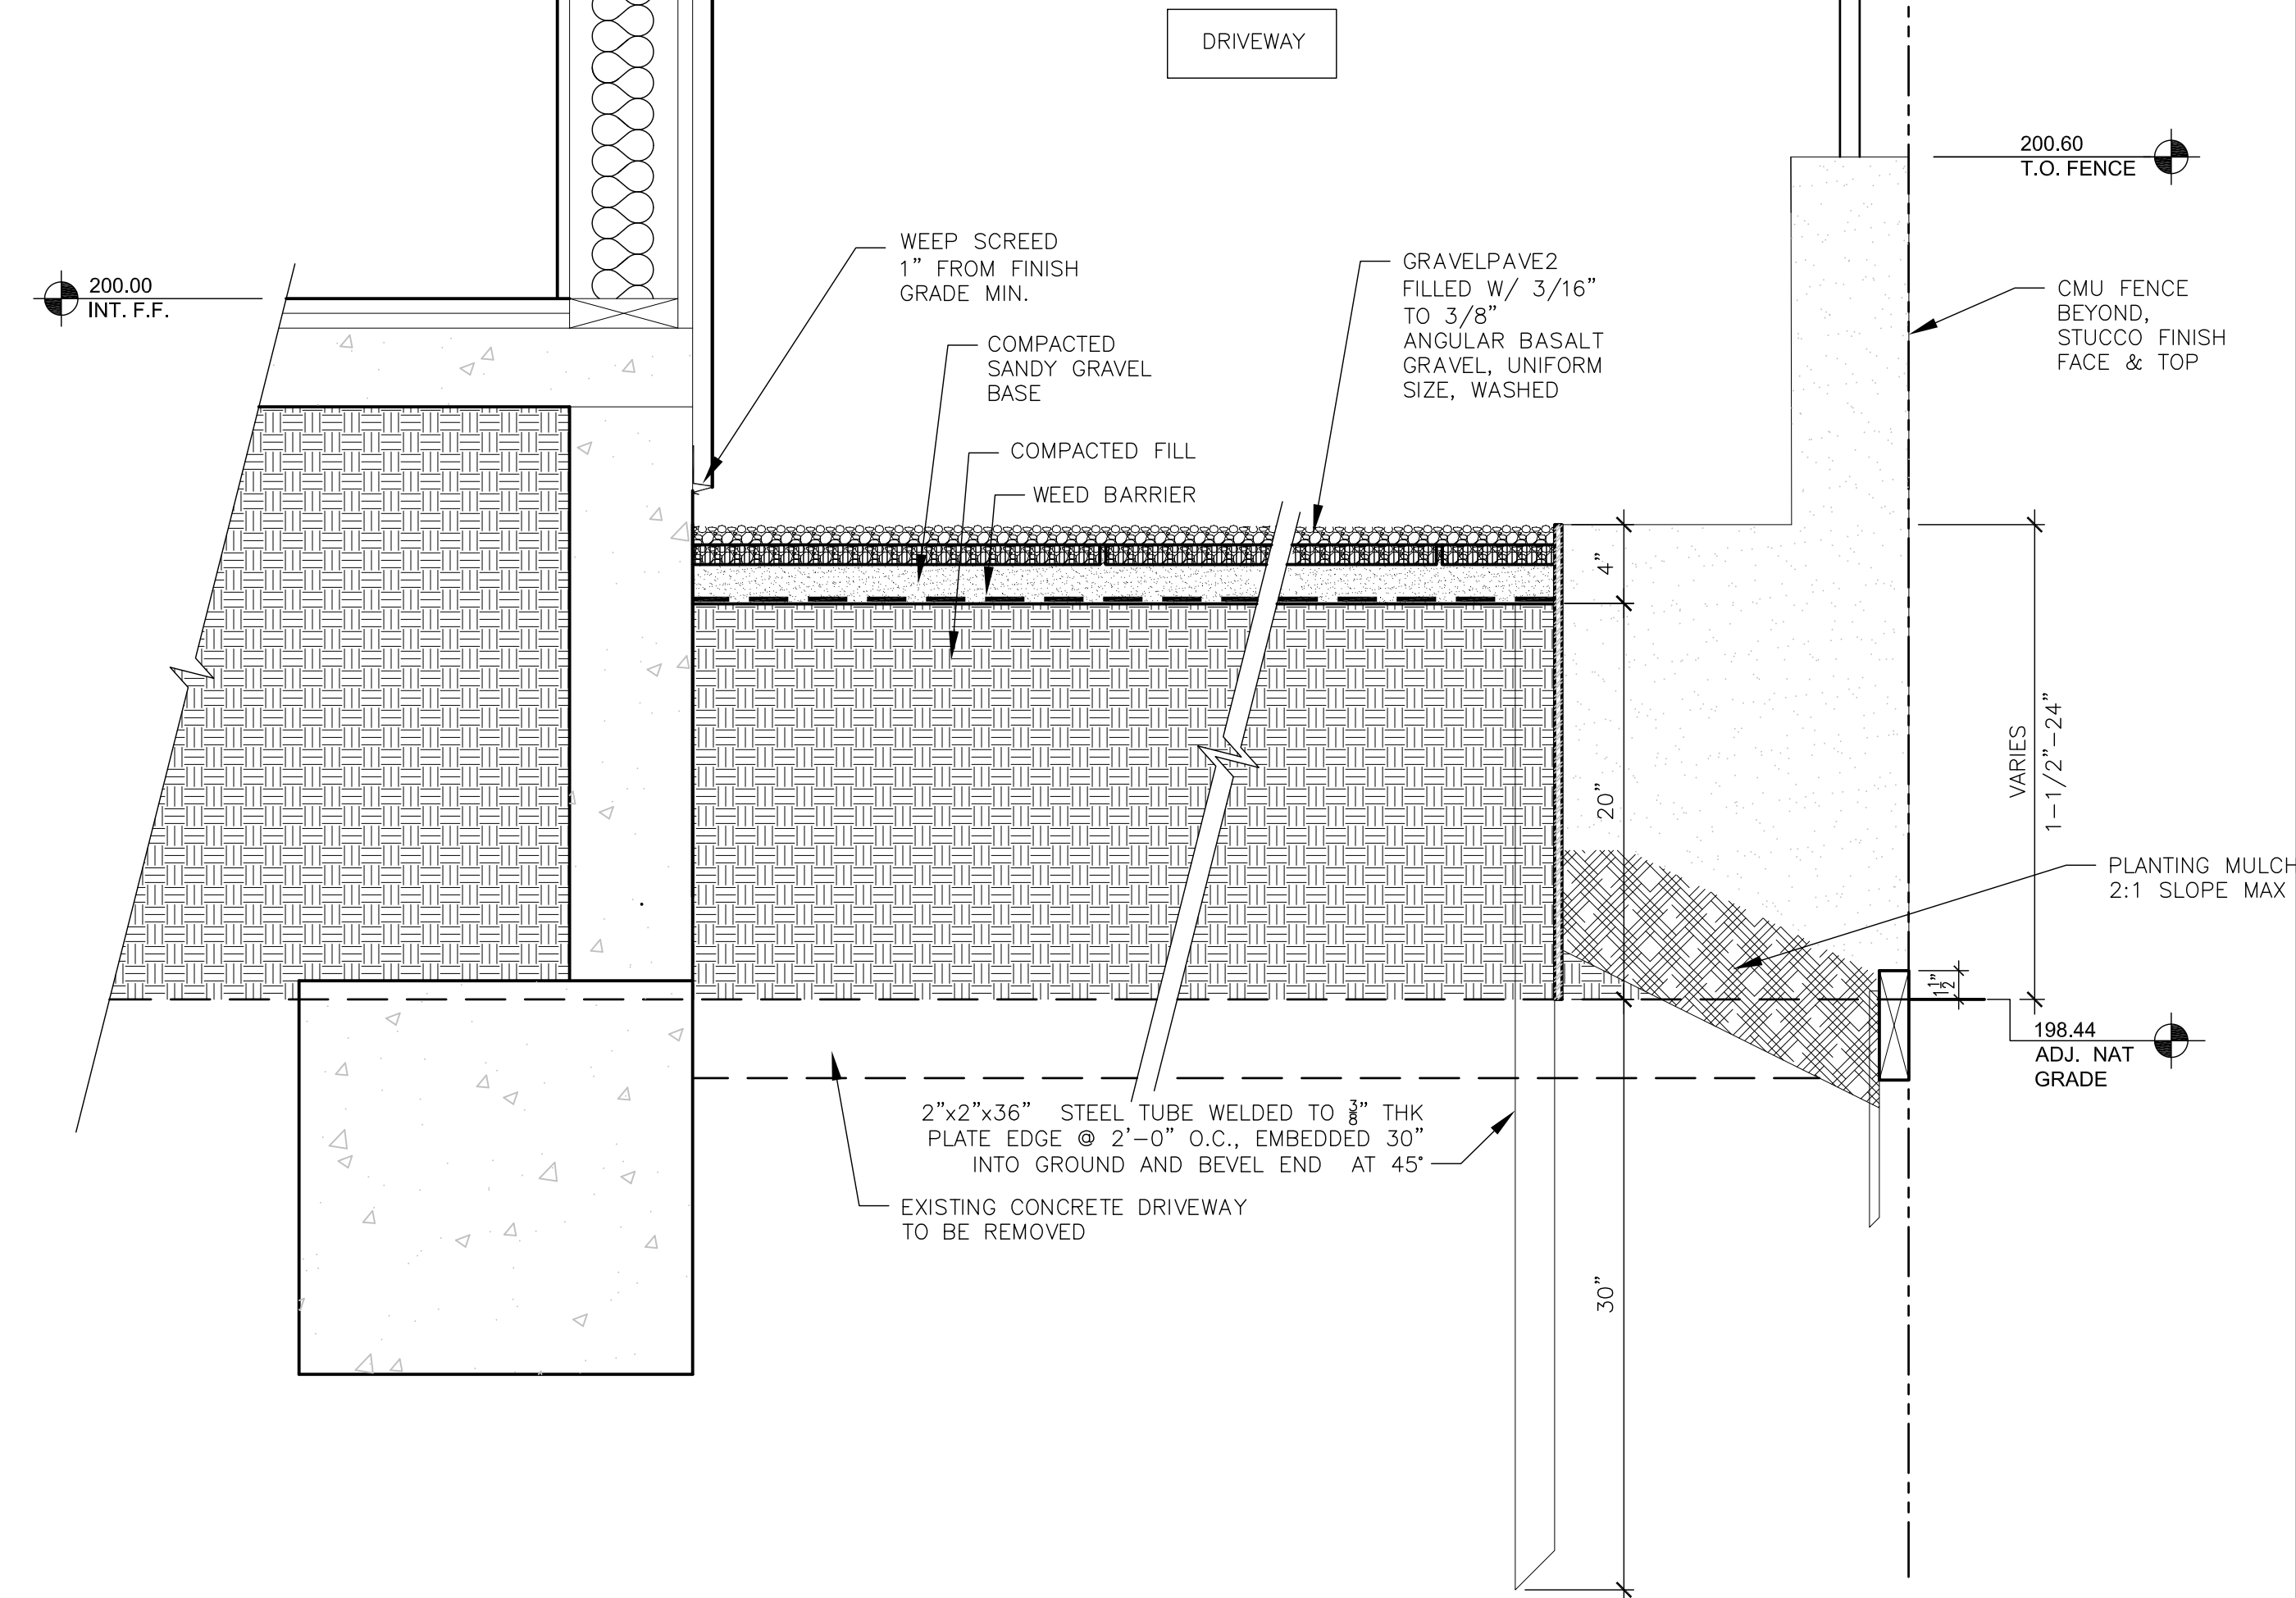 DRIVEWAY
200.60
T.O. FENCE
200.00
INT. F.F.
WEEP SCREED
1" FROM FINISH
GRADE MIN.
GRAVELPAVE2
FILLED W/ 3/16"
TO 3/8"
ANGULAR BASALT
GRAVEL, UNIFORM
SIZE, WASHED
CMU FENCE
BEYOND,
STUCCO FINISH
FACE & TOP
COMPACTED
SANDY GRAVEL
BASE
COMPACTED FILL
WEED BARRIER
4"
20"
VARIES
1-1/2"-24"
PLANTING MULCH
2:1 SLOPE MAX
1 1/2"
198.44
ADJ. NAT
GRADE
2"x2"x36" STEEL TUBE WELDED TO 3/8" THK
PLATE EDGE @ 2'-0" O.C., EMBEDDED 30"
INTO GROUND AND BEVEL END AT 45°
EXISTING CONCRETE DRIVEWAY
TO BE REMOVED
30"